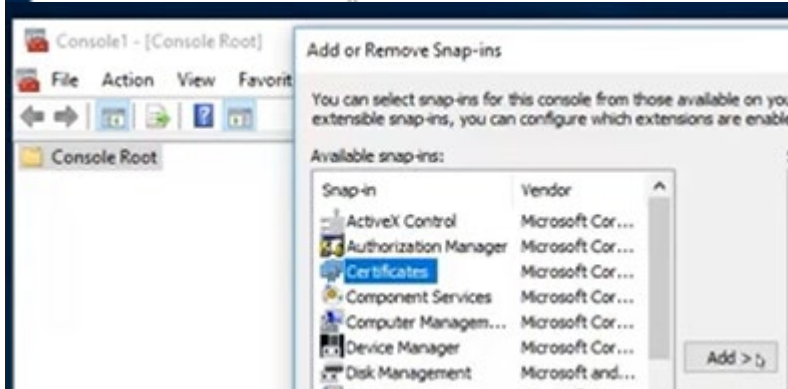 Console1 - [Console Root]
File Action View Favorit
Console Root
Add or Remove Snap-ins
You can select snap-ins for this console from those available on you
extensible snap-ins, you can configure which extensions are enable
Available snap-ins:
Snap-in Vendor
ActiveX Control Microsoft Cor...
Authorization Manager Microsoft Cor...
Certificates Microsoft Cor...
Component Services Microsoft Cor...
Computer Managem... Microsoft Cor...
Device Manager Microsoft Cor...
Disk Management Microsoft and...
Add >